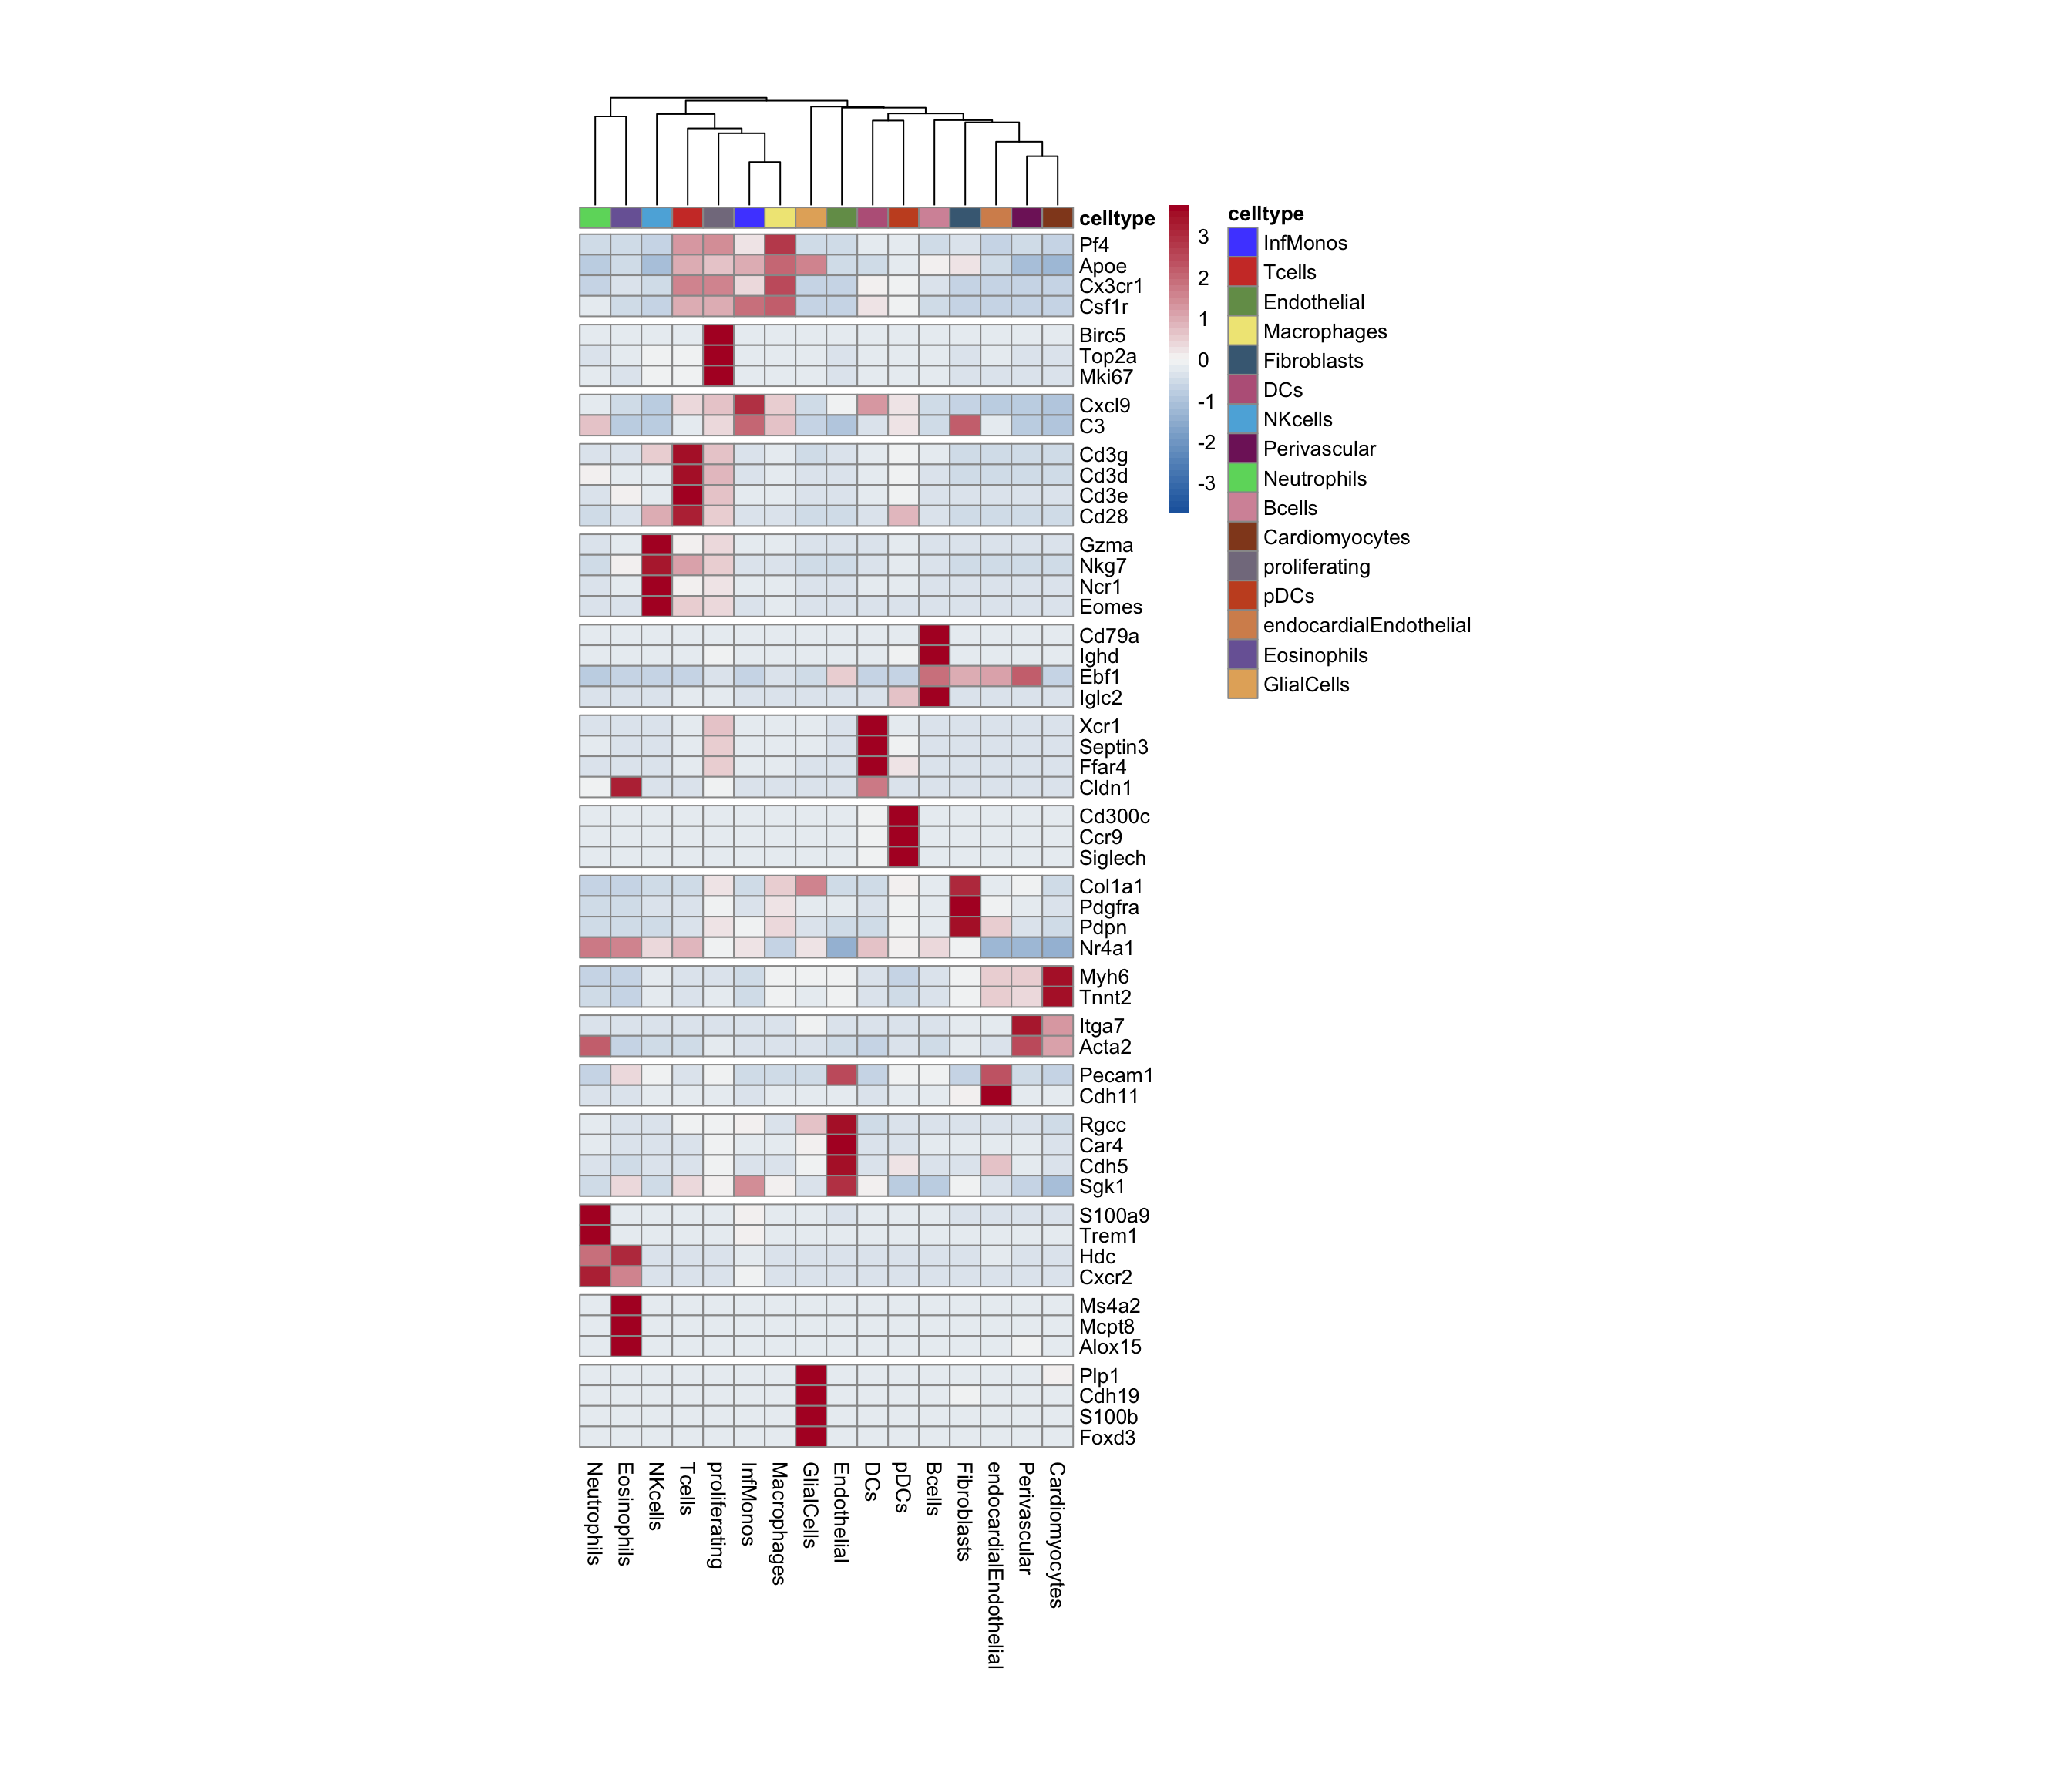 celltype
Pf4
Apoe
Cx3cr1
Csf1r
Birc5
Top2a
Mki67
Cxcl9
C3
Cd3g
Cd3d
Cd3e
Cd28
Gzma
Nkg7
Ncr1
Eomes
Cd79a
Ighd
Ebf1
Iglc2
Xcr1
Septin3
Ffar4
Cldn1
Cd300c
Ccr9
Siglech
Col1a1
Pdgfra
Pdpn
Nr4a1
Myh6
Tnnt2
Itga7
Acta2
Pecam1
Cdh11
Rgcc
Car4
Cdh5
Sgk1
S100a9
Trem1
Hdc
Cxcr2
Ms4a2
Mcpt8
Alox15
Plp1
Cdh19
S100b
Foxd3
Neutrophils
Eosinophils
NKcells
Tcells
proliferating
InfMonos
Macrophages
GlialCells
Endothelial
DCs
pDCs
Bcells
Fibroblasts
endocardialEndothelial
Perivascular
Cardiomyocytes
3
2
1
0
-1
-2
-3
celltype
InfMonos
Tcells
Endothelial
Macrophages
Fibroblasts
DCs
NKcells
Perivascular
Neutrophils
Bcells
Cardiomyocytes
proliferating
pDCs
endocardialEndothelial
Eosinophils
GlialCells